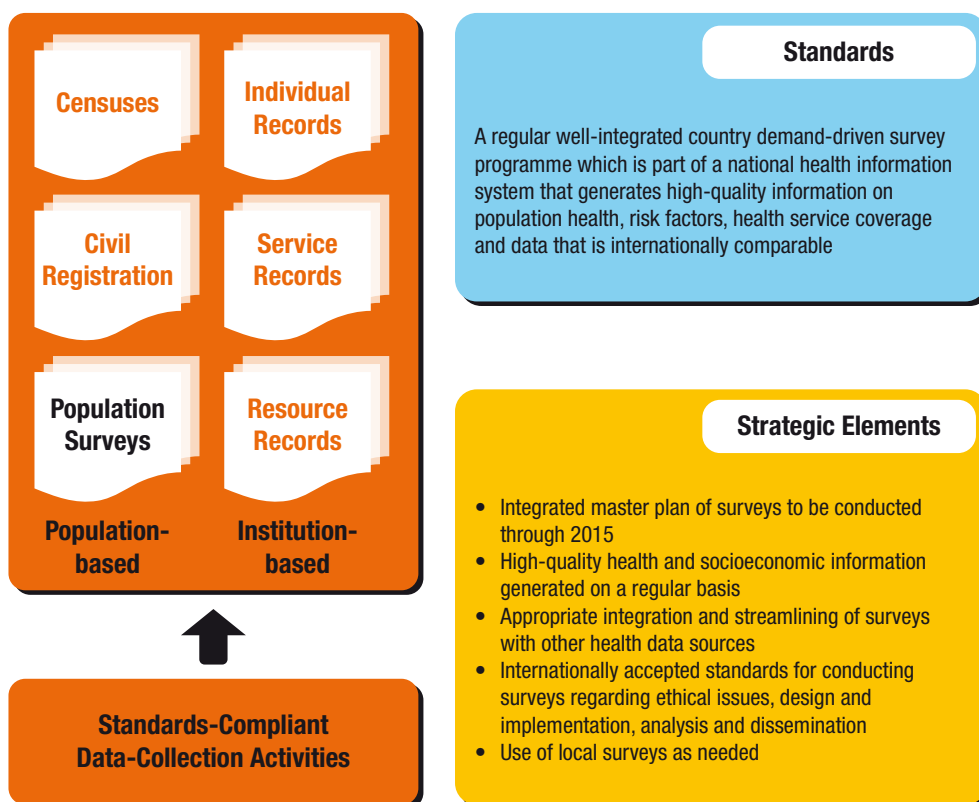 Censuses
Individual
Records
Civil
Registration
Service
Records
Population
Surveys
Resource
Records
Population-
based
Institution-
based
Standards-Compliant
Data-Collection Activities
Standards
A regular well-integrated country demand-driven survey
programme which is part of a national health information
system that generates high-quality information on
population health, risk factors, health service coverage
and data that is internationally comparable
Strategic Elements
• Integrated master plan of surveys to be conducted
through 2015
• High-quality health and socioeconomic information
generated on a regular basis
• Appropriate integration and streamlining of surveys
with other health data sources
• Internationally accepted standards for conducting
surveys regarding ethical issues, design and
implementation, analysis and dissemination
• Use of local surveys as needed